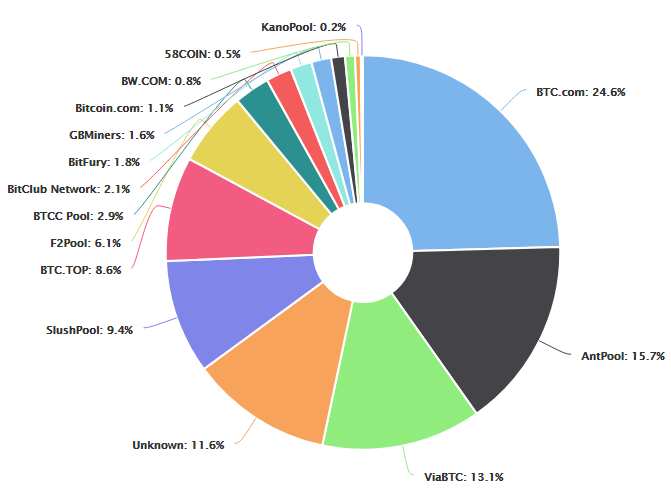 KanoPool: 0.2%
58COIN: 0.5%
BW.COM: 0.8%
BTC.com: 24.6%
Bitcoin.com: 1.1%
GBMiners: 1.6%
BitFury: 1.8%
BitClub Network: 2.1%
BTCC Pool: 2.9%
F2Pool: 6.1%
BTC.TOP: 8.6%
SlushPool: 9.4%
AntPool: 15.7%
Unknown: 11.6%
ViaBTC: 13.1%